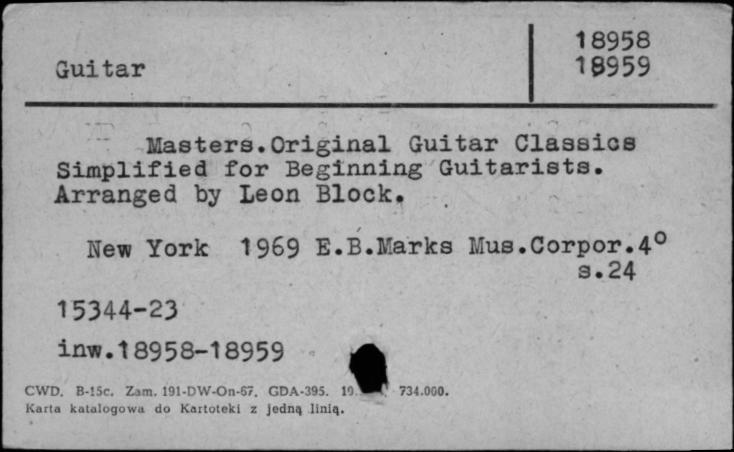 18958
Guitar 18959
Masters.Original Guitar Classics
Simplified for Beginning Guitarists.
Arranged by Leon Block.
New York 1969 E.B.Marks Mus.Corpor.4°
s.24
15344-23
inw.18958-18959
CWD. B-15c. Zam. 191-DW-On-67. GDA-395. 734.000.
Karta katalogowa do Kartoteki z jedną linią.